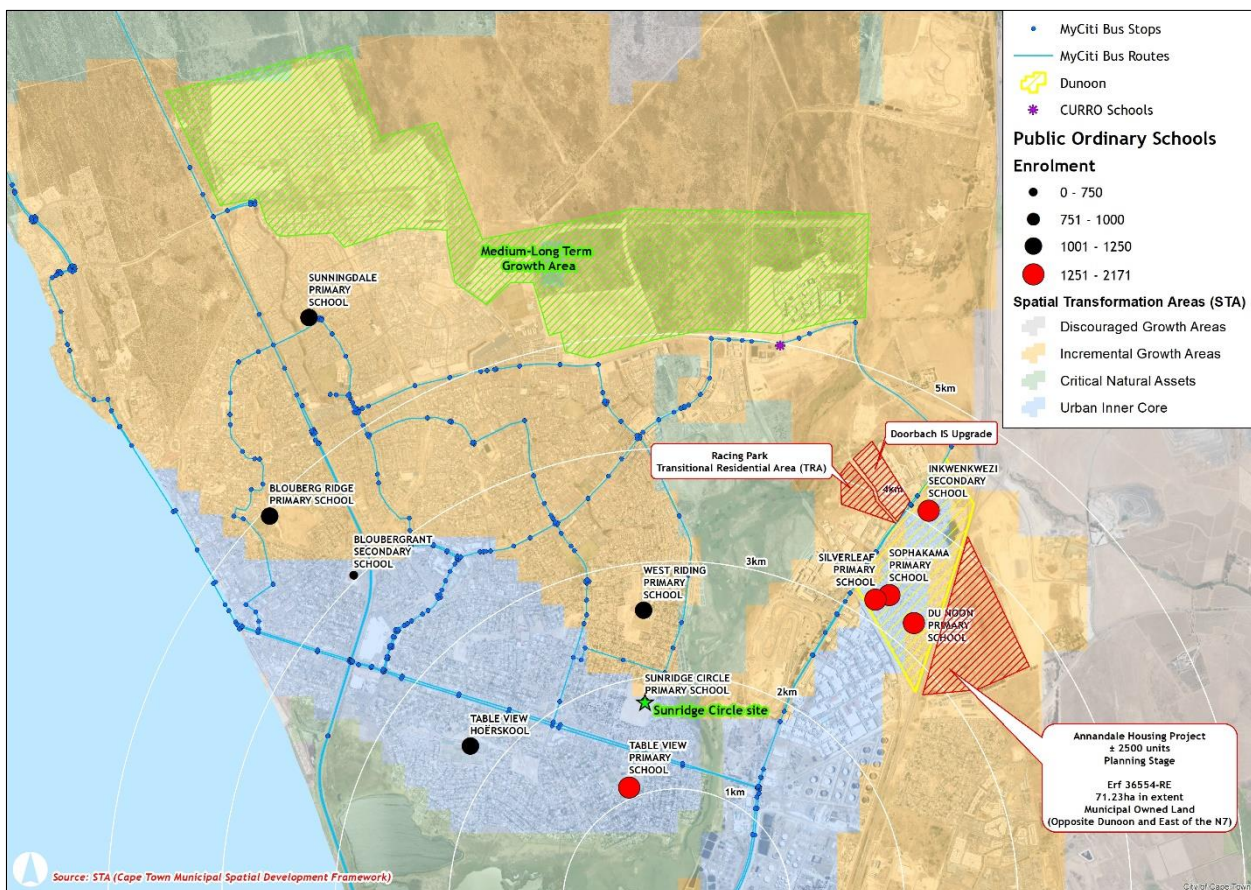 MyCiti Bus Stops
MyCiti Bus Routes
Dunoon
CURRO Schools
Public Ordinary Schools
Enrolment
0 - 750
751 - 1000
1001 - 1250
1251 - 2171
Spatial Transformation Areas (STA)
Discouraged Growth Areas
Incremental Growth Areas
Critical Natural Assets
Urban Inner Core
Medium-Long Term
Growth Area
SUNNINGDALE
PRIMARY
SCHOOL
5km
Doorbach IS Upgrade
Racing Park
Transitional Residential Area (TRA)
4km
INKWENKWEZI
SECONDARY
SCHOOL
BLOUBERG RIDGE
PRIMARY SCHOOL
BLOUBERGRANT
SECONDARY
SCHOOL
3km
WEST RIDING
PRIMARY
SCHOOL
SILVERLEAF
PRIMARY
SCHOOL
SOPHAKAMA
PRIMARY
SCHOOL
DU NOON
PRIMARY
SCHOOL
SUNRIDGE CIRCLE
PRIMARY SCHOOL
2km
Sunridge Circle site
TABLE VIEW
HOËRSKOOL
TABLE VIEW
PRIMARY
SCHOOL
1km
Annandale Housing Project
± 2500 units
Planning Stage
Erf 36554-RE
71.23ha in extent
Municipal Owned Land
(Opposite Dunoon and East of the N7)
Source: STA (Cape Town Municipal Spatial Development Framework)
City of Cape Town